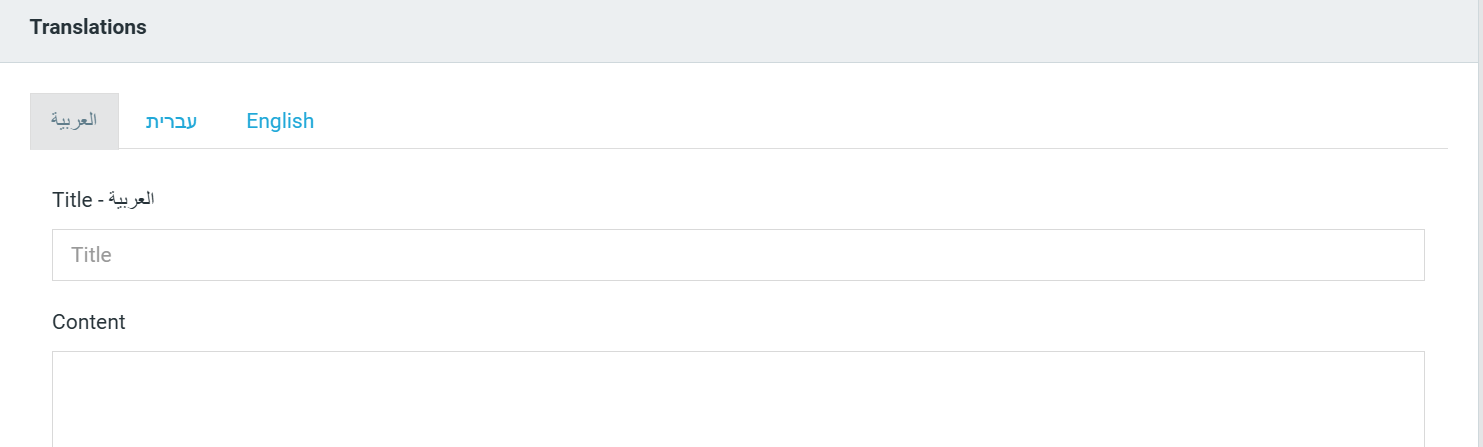 Translations
العربية עברית English
Title - العربية
Title
Content